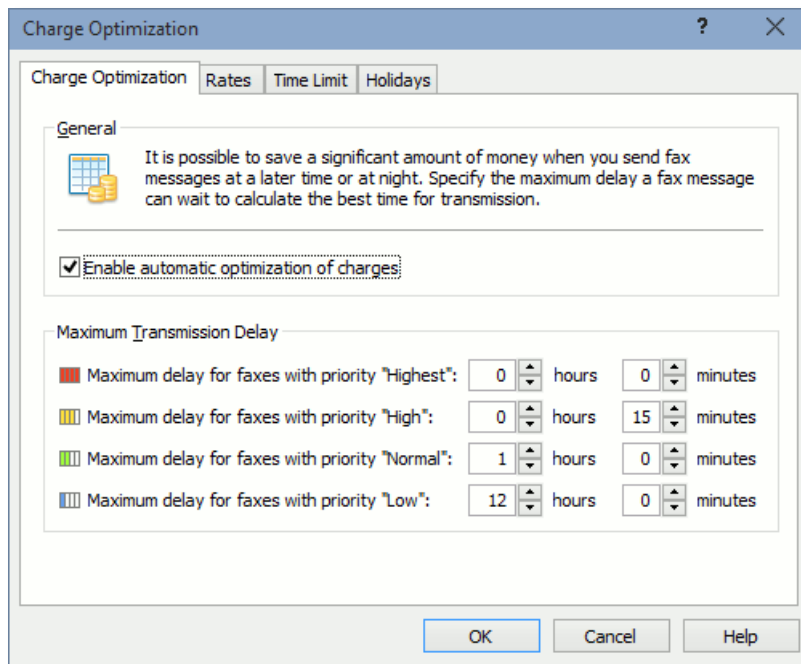 Charge Optimization
?
Charge Optimization Rates Time Limit Holidays
General
It is possible to save a significant amount of money when you send fax
messages at a later time or at night. Specify the maximum delay a fax message
can wait to calculate the best time for transmission.
Enable automatic optimization of charges
Maximum Transmission Delay
Maximum delay for faxes with priority "Highest": 0 hours 0 minutes
Maximum delay for faxes with priority "High": 0 hours 15 minutes
Maximum delay for faxes with priority "Normal": 1 hours 0 minutes
Maximum delay for faxes with priority "Low": 12 hours 0 minutes
OK Cancel Help